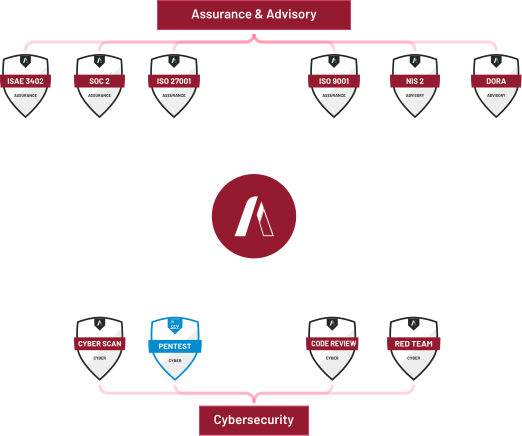 Assurance & Advisory
ISAE 3402
ASSURANCE
SOC 2
ASSURANCE
ISO 27001
ASSURANCE
ISO 9001
ASSURANCE
NIS 2
ADVISORY
DORA
ADVISORY
CYBER SCAN
CYBER
CCV
PENTEST
CYBER
CODE REVIEW
CYBER
RED TEAM
CYBER
Cybersecurity